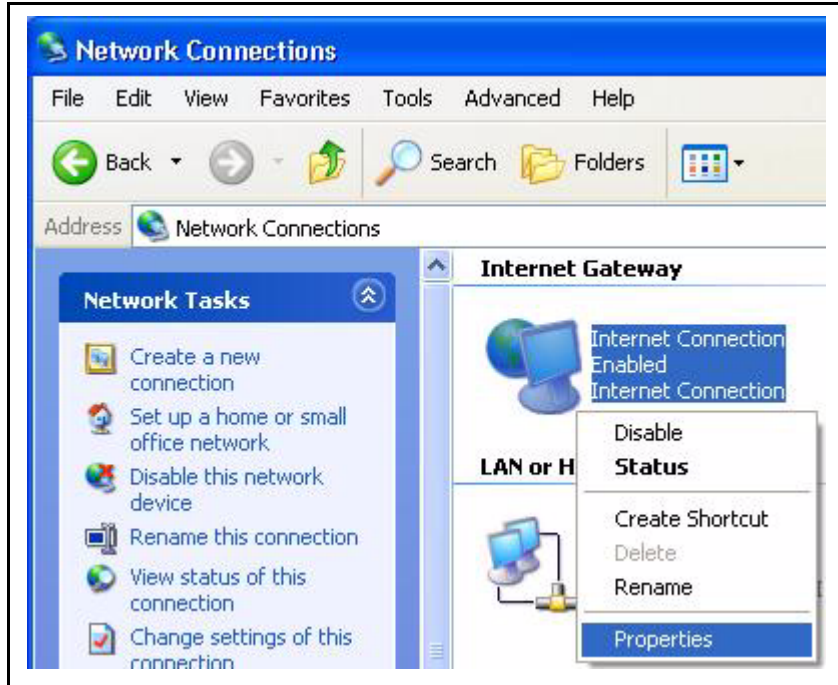 Network Connections
File Edit View Favorites Tools Advanced Help
Back Search Folders
Address Network Connections
Network Tasks
Create a new
connection
Set up a home or small
office network
Disable this network
device
Rename this connection
View status of this
connection
Change settings of this
connection
Internet Gateway
Internet Connection
Enabled
Internet Connection
LAN or H
Disable
Status
Create Shortcut
Delete
Rename
Properties